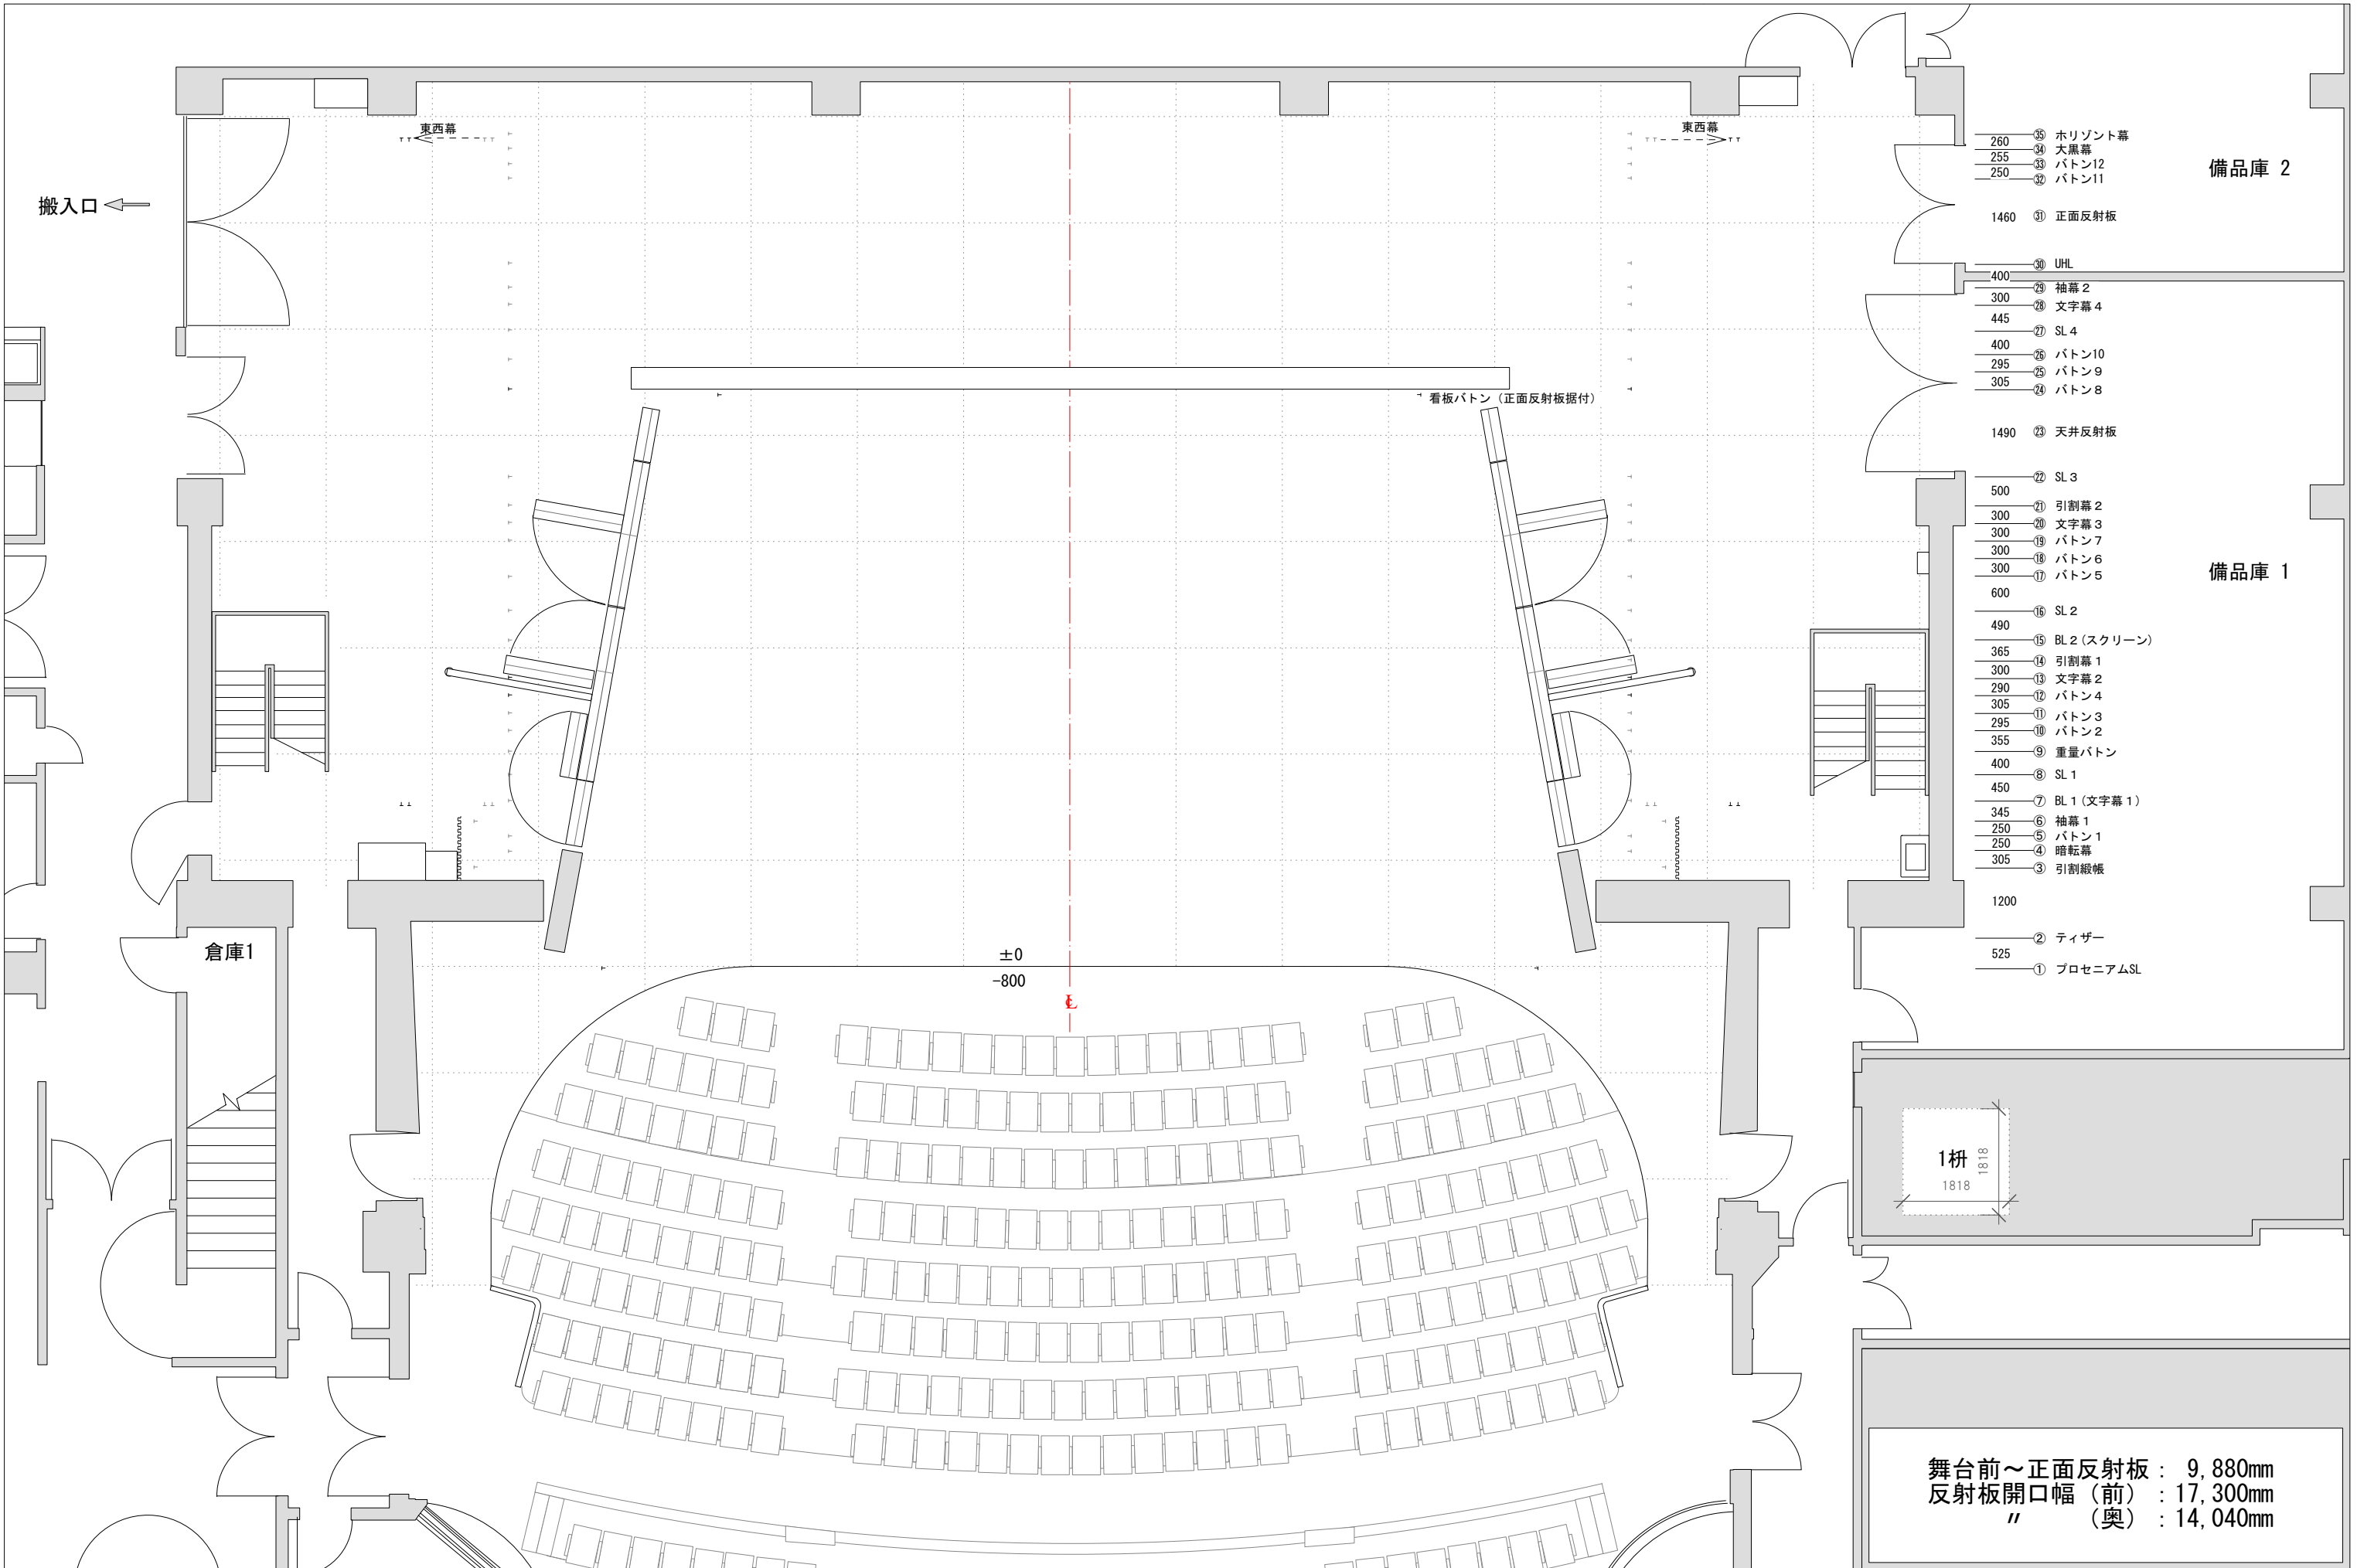 東西幕
東西幕
搬入口
260
㉟ ホリゾント幕
255
㉞ 大黒幕
250
㉝ バトン12
㉜ バトン11
1460
㉛ 正面反射板
㉚ UHL
400
㉙ 袖幕２
300
㉘ 文字幕４
445
㉗ SL４
400
㉖ バトン10
295
㉕ バトン９
305
㉔ バトン８
1490
㉓ 天井反射板
㉒ SL３
500
㉑ 引割幕２
300
⑳ 文字幕３
300
⑲ バトン７
300
⑱ バトン６
300
⑰ バトン５
600
⑯ SL２
490
⑮ BL２(スクリーン)
365
⑭ 引割幕１
300
⑬ 文字幕２
290
⑫ バトン４
305
⑪ バトン３
295
⑩ バトン２
355
⑨ 重量バトン
400
⑧ SL１
450
⑦ BL１(文字幕１)
345
⑥ 袖幕１
250
⑤ バトン１
250
④ 暗転幕
305
③ 引割緞帳
1200
② ティザー
525
① プロセニアムSL
備品庫 2
備品庫 1
看板バトン（正面反射板据付）
倉庫1
±0
-800
℄
1枡
1818
1818
舞台前～正面反射板： 9,880mm
反射板開口幅（前）：17,300mm
〃 （奥）：14,040mm